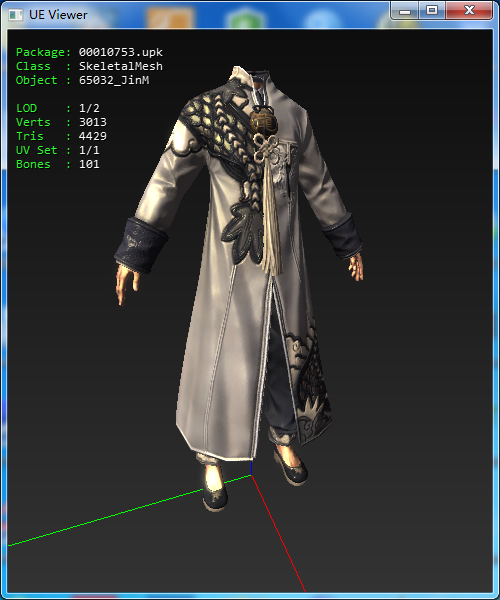 UE Viewer
Package: 00010753.upk
Class : SkeletalMesh
Object : 65032_JinM
LOD : 1/2
Verts : 3013
Tris : 4429
UV Set : 1/1
Bones : 101